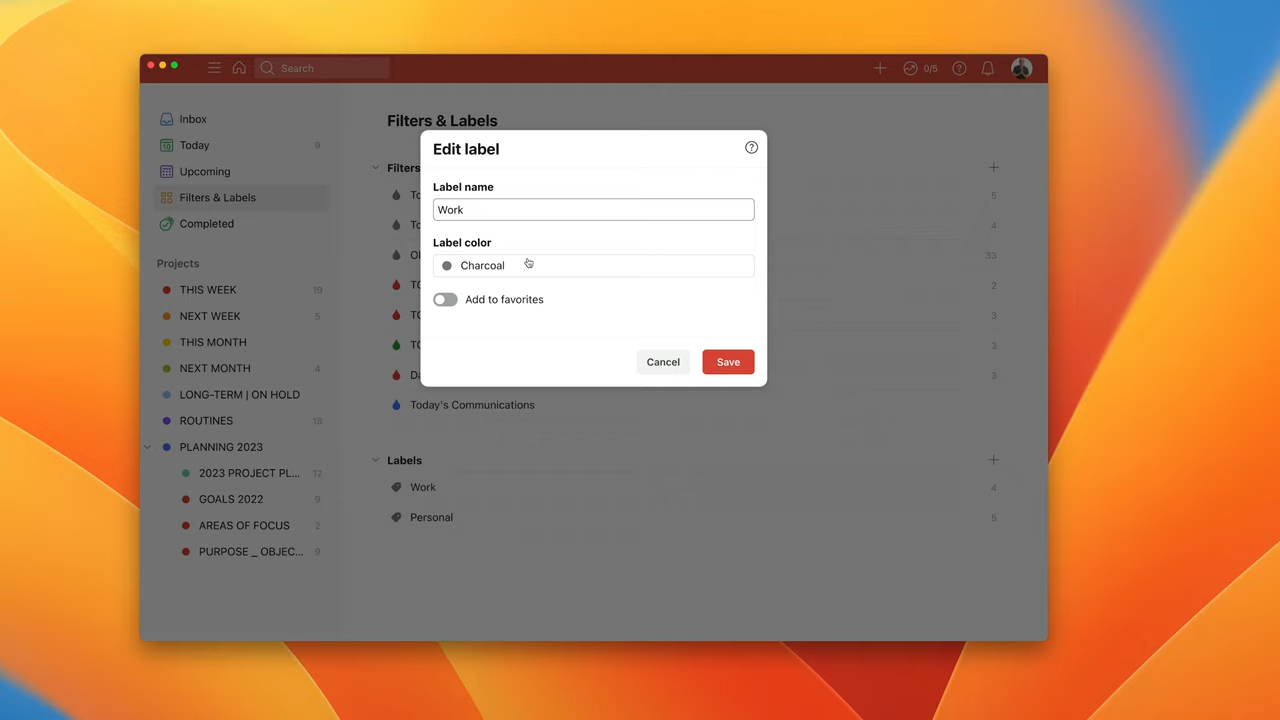 Search
0/5
Inbox
Today 9
Upcoming
Filters & Labels
Completed
Projects
THIS WEEK 19
NEXT WEEK 5
THIS MONTH
NEXT MONTH 4
LONG-TERM | ON HOLD
ROUTINES 18
PLANNING 2023
2023 PROJECT PL... 12
GOALS 2022 9
AREAS OF FOCUS 2
PURPOSE _ OBJEC... 9
Filters & Labels
Filters
5
4
33
2
3
3
3
Today's Communications
Labels
Work 4
Personal 5
Edit label
Label name
Work
Label color
Charcoal
Add to favorites
Cancel
Save